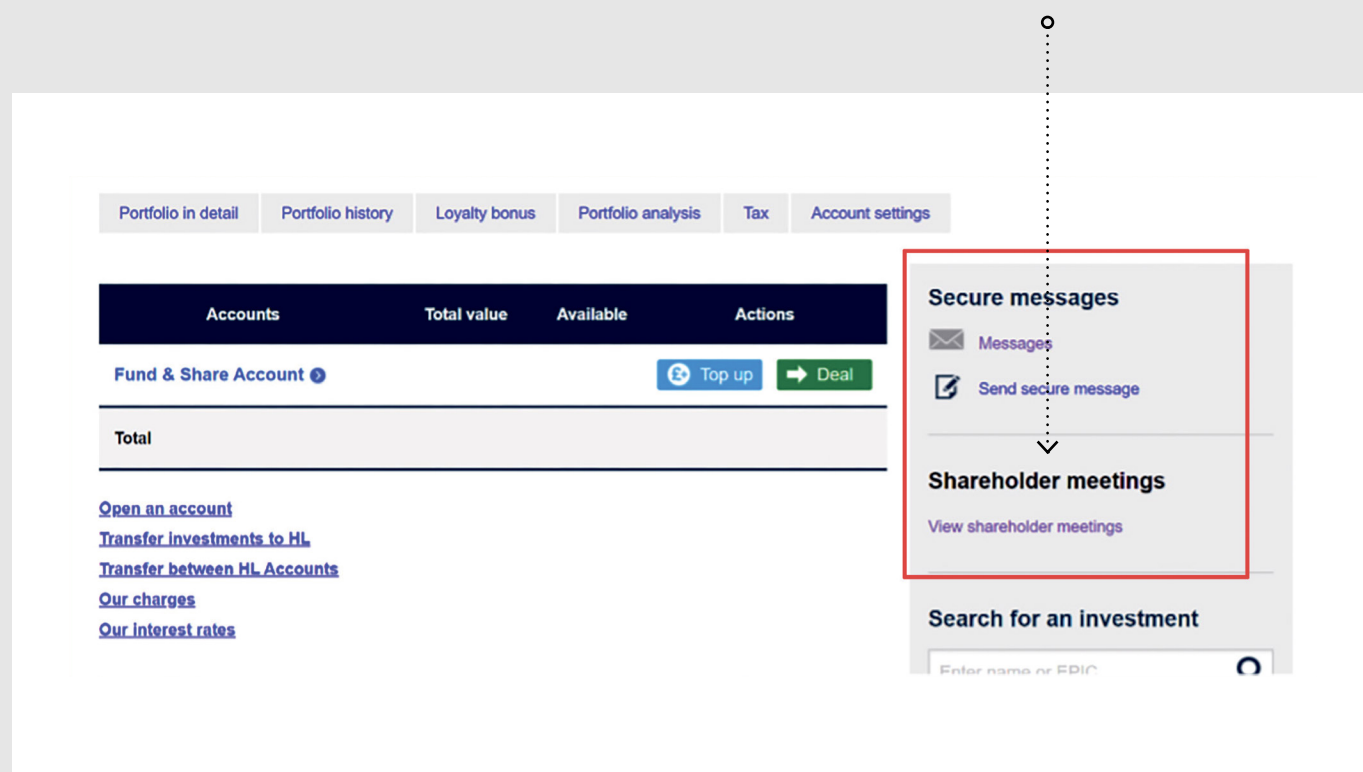 Portfolio in detail Portfolio history Loyalty bonus Portfolio analysis Tax Account settings
Accounts Total value Available Actions
Fund & Share Account Top up Deal
Total
Open an account
Transfer investments to HL
Transfer between HL Accounts
Our charges
Our interest rates
Secure messages
Messages
Send secure message
Shareholder meetings
View shareholder meetings
Search for an investment
Enter name or EPIC